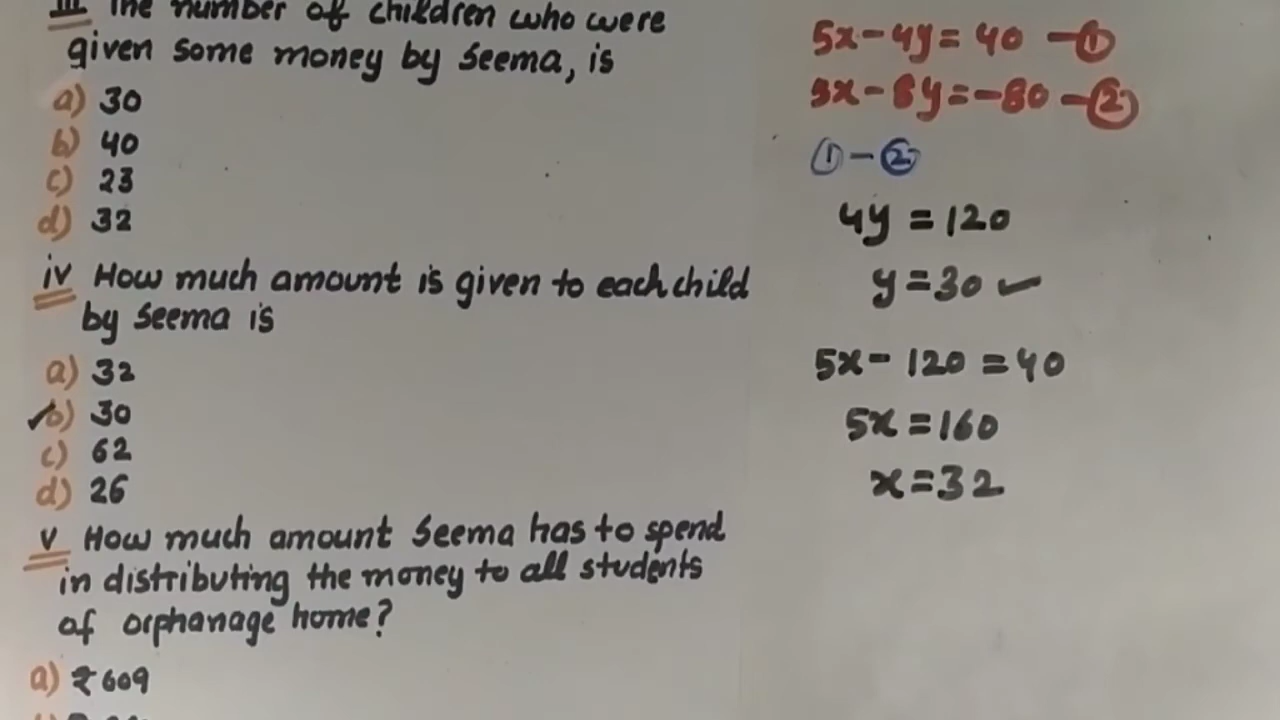 iii The number of children who were
given some money by Seema, is
a) 30
b) 40
c) 23
d) 32
iv How much amount is given to each child
by Seema is
a) 32
b) 30
c) 62
d) 26
v How much amount Seema has to spend
in distributing the money to all students
of orphanage home?
a) ₹609
5x-4y=40 -①
5x-8y=-80 -②
①-②
4y=120
y=30 ✓
5x-120=40
5x=160
x=32